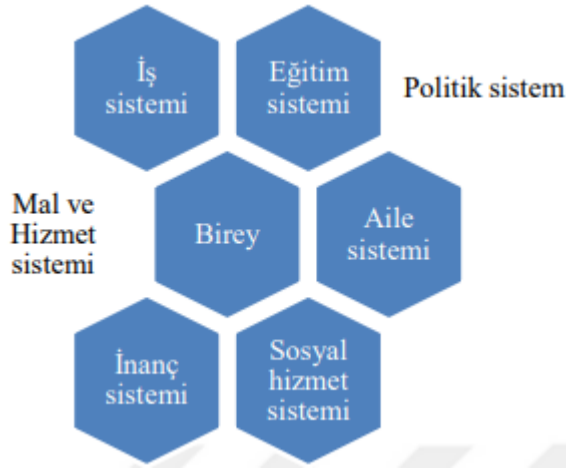 İş
sistemi
Eğitim
sistemi
Politik sistem
Mal ve
Hizmet
sistemi
Birey
Aile
sistemi
İnanç
sistemi
Sosyal
hizmet
sistemi